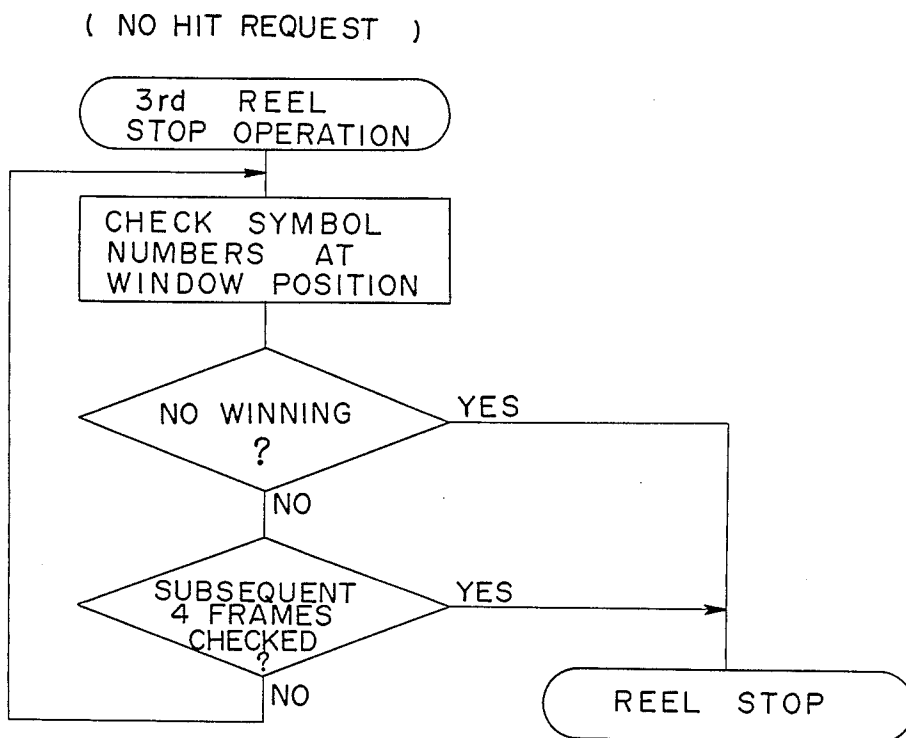 ( NO HIT REQUEST )
3rd REEL
STOP OPERATION
CHECK SYMBOL
NUMBERS AT
WINDOW POSITION
NO WINNING
?
YES
NO
SUBSEQUENT
4 FRAMES
CHECKED
?
YES
NO
REEL STOP